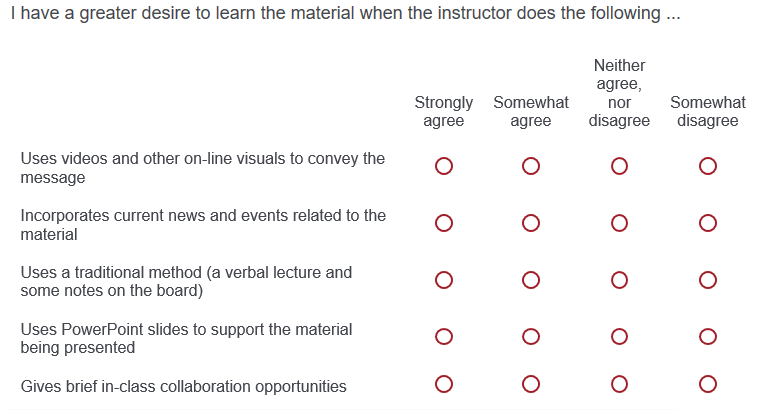 I have a greater desire to learn the material when the instructor does the following ...
Neither
agree,
Strongly Somewhat nor Somewhat
agree agree disagree disagree
Uses videos and other on-line visuals to convey the
message
Incorporates current news and events related to the
material
Uses a traditional method (a verbal lecture and
some notes on the board)
Uses PowerPoint slides to support the material
being presented
Gives brief in-class collaboration opportunities